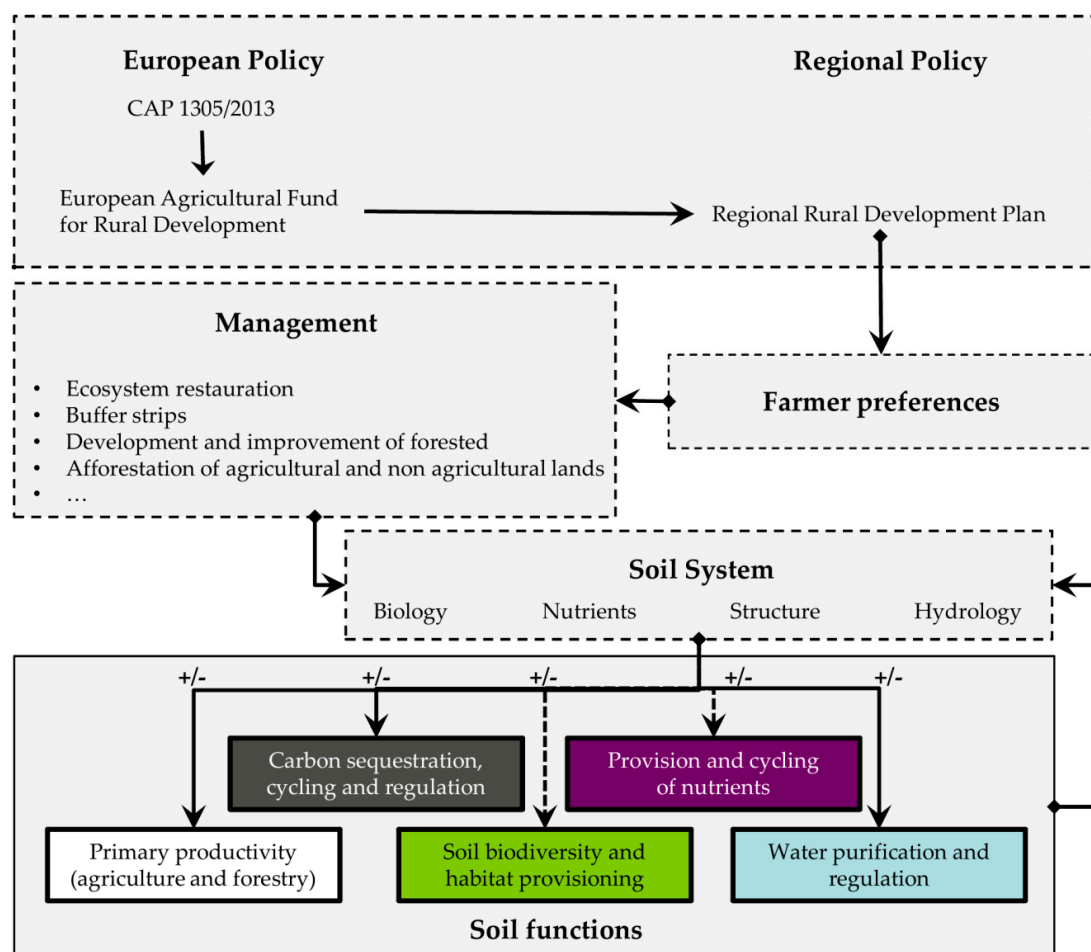 European Policy
Regional Policy
CAP 1305/2013
European Agricultural Fund
for Rural Development
Regional Rural Development Plan
Management
• Ecosystem restauration
• Buffer strips
• Development and improvement of forested
• Afforestation of agricultural and non agricultural lands
• …
Farmer preferences
Soil System
Biology
Nutrients
Structure
Hydrology
+/-
+/-
+/-
+/-
+/-
Carbon sequestration,
cycling and regulation
Provision and cycling
of nutrients
Primary productivity
(agriculture and forestry)
Soil biodiversity and
habitat provisioning
Water purification and
regulation
Soil functions